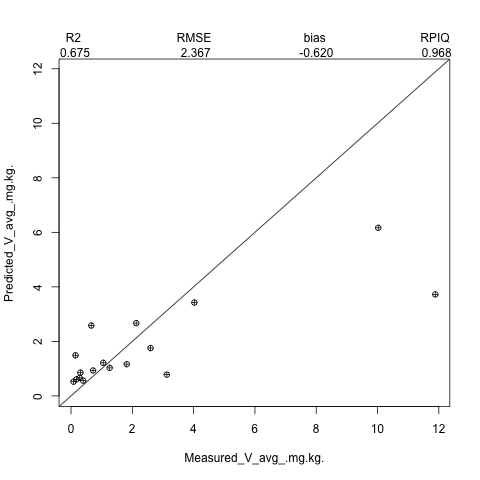 R2 RMSE bias RPIQ
0.675 2.367 -0.620 0.968
Predicted_V_avg_.mg.kg.
12
10
8
6
4
2
0
0 2 4 6 8 10 12
Measured_V_avg_.mg.kg.